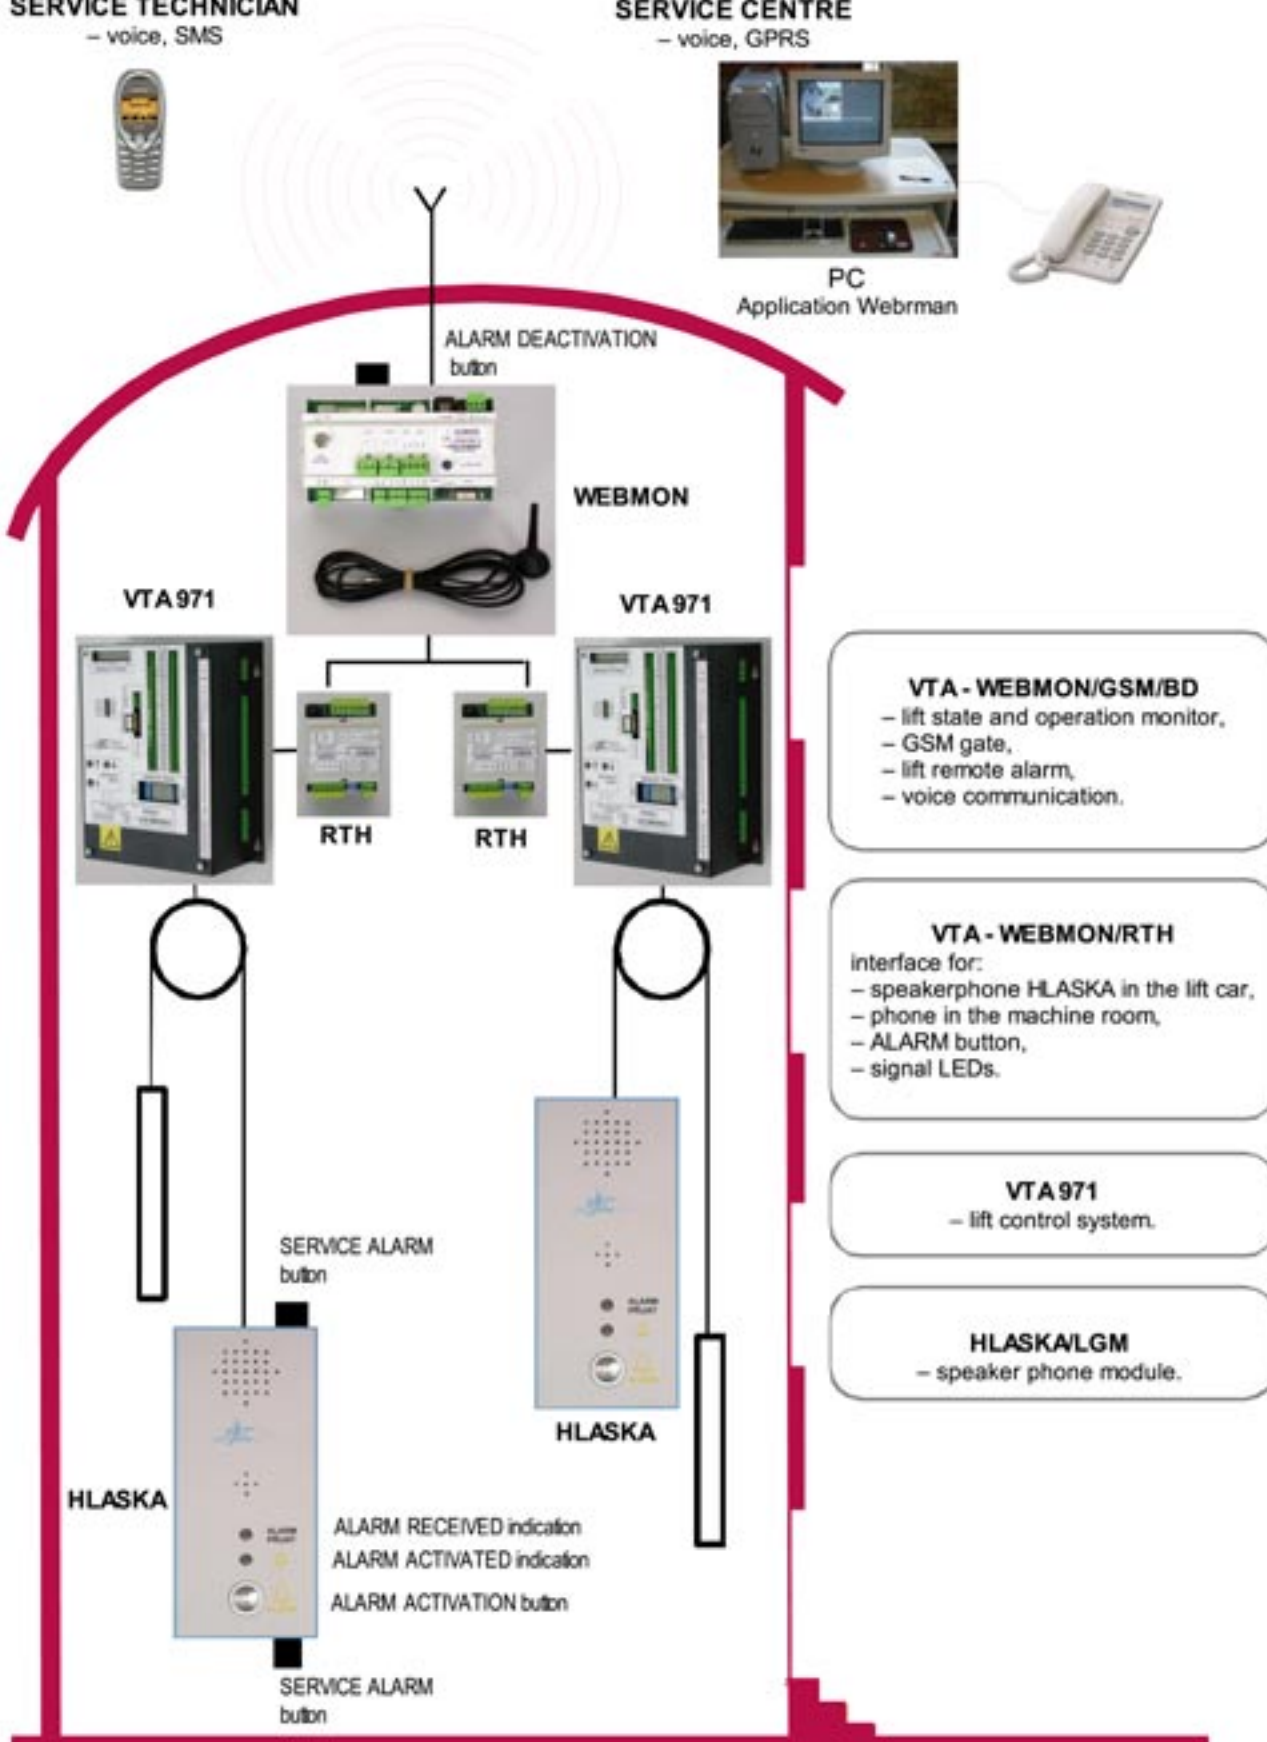 SERVICE TECHNICIAN
– voice, SMS
SERVICE CENTRE
– voice, GPRS
PC
Application Webrman
ALARM DEACTIVATION
button
WEBMON
VTA 971
VTA 971
RTH
RTH
VTA - WEBMON/GSM/BD
– lift state and operation monitor,
– GSM gate,
– lift remote alarm,
– voice communication.
VTA - WEBMON/RTH
interface for:
– speakerphone HLASKA in the lift car,
– phone in the machine room,
– ALARM button,
– signal LEDs.
VTA 971
– lift control system.
HLASKA/LGM
– speaker phone module.
SERVICE ALARM
button
HLASKA
HLASKA
ALARM RECEIVED indication
ALARM ACTIVATED indication
ALARM ACTIVATION button
SERVICE ALARM
button